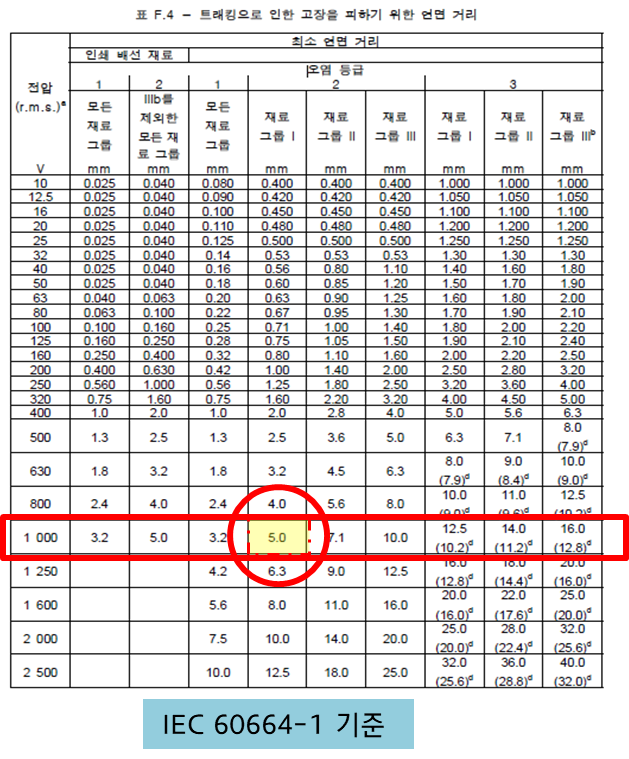 표 F.4 – 트래킹으로 인한 고장을 피하기 위한 연면 거리
최소 연면 거리
인쇄 배선 재료
오염 등급
1 2 1 2 3
전압 (r.m.s.)ᵃ
모든 재료 그룹
IIIb를 제외한 모든 재료 그룹
모든 재료 그룹
재료 그룹 I
재료 그룹 II
재료 그룹 III
재료 그룹 I
재료 그룹 II
재료 그룹 IIIᵇ
V mm mm mm mm mm mm mm mm mm
10 0.025 0.040 0.080 0.400 0.400 0.400 1.000 1.000 1.000
12.5 0.025 0.040 0.090 0.420 0.420 0.420 1.050 1.050 1.050
16 0.025 0.040 0.100 0.450 0.450 0.450 1.100 1.100 1.100
20 0.025 0.040 0.110 0.480 0.480 0.480 1.200 1.200 1.200
25 0.025 0.040 0.125 0.500 0.500 0.500 1.250 1.250 1.250
32 0.025 0.040 0.14 0.53 0.53 0.53 1.30 1.30 1.30
40 0.025 0.040 0.16 0.56 0.80 1.10 1.40 1.60 1.80
50 0.025 0.040 0.18 0.60 0.85 1.20 1.50 1.70 1.90
63 0.040 0.063 0.20 0.63 0.90 1.25 1.60 1.80 2.00
80 0.063 0.100 0.22 0.67 0.95 1.30 1.70 1.90 2.10
100 0.100 0.160 0.25 0.71 1.00 1.40 1.80 2.00 2.20
125 0.160 0.250 0.28 0.75 1.05 1.50 1.90 2.10 2.40
160 0.250 0.400 0.32 0.80 1.10 1.60 2.00 2.20 2.50
200 0.400 0.630 0.42 1.00 1.40 2.00 2.50 2.80 3.20
250 0.560 1.000 0.56 1.25 1.80 2.50 3.20 3.60 4.00
320 0.75 1.60 0.75 1.60 2.20 3.20 4.00 4.50 5.00
400 1.0 2.0 1.0 2.0 2.8 4.0 5.0 5.6 6.3
500 1.3 2.5 1.3 2.5 3.6 5.0 6.3 7.1 8.0 (7.9)ᵈ
630 1.8 3.2 1.8 3.2 4.5 6.3 8.0 (7.9)ᵈ 9.0 (8.4)ᵈ 10.0 (9.0)ᵈ
800 2.4 4.0 2.4 4.0 5.6 8.0 10.0 11.0 12.5
1 000 3.2 5.0 3.2 5.0 7.1 10.0 12.5 (10.2)ᵈ 14.0 (11.2)ᵈ 16.0 (12.8)ᵈ
1 250 4.2 6.3 9.0 12.5 16.0 (12.8)ᵈ 18.0 (14.4)ᵈ 20.0 (16.0)ᵈ
1 600 5.6 8.0 11.0 16.0 20.0 (16.0)ᵈ 22.0 (17.6)ᵈ 25.0 (20.0)ᵈ
2 000 7.5 10.0 14.0 20.0 25.0 (20.0)ᵈ 28.0 (22.4)ᵈ 32.0 (25.6)ᵈ
2 500 10.0 12.5 18.0 25.0 32.0 (25.6)ᵈ 36.0 (28.8)ᵈ 40.0 (32.0)ᵈ
IEC 60664-1 기준